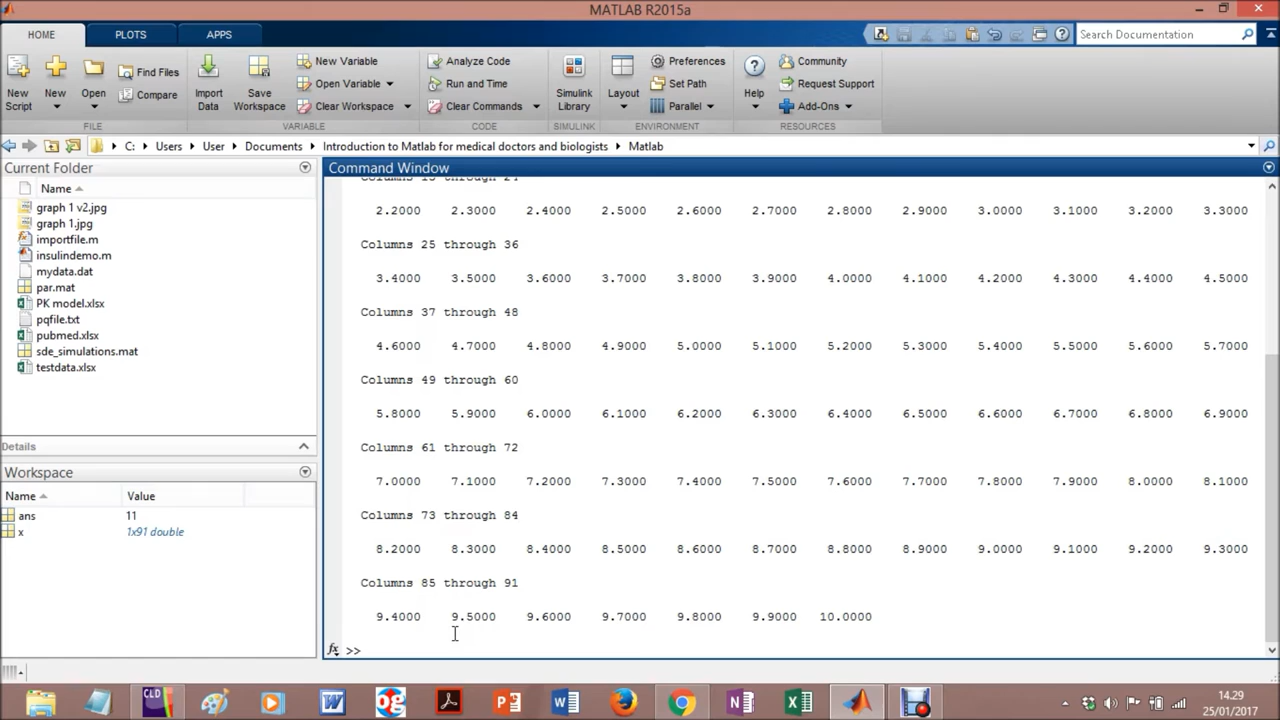 MATLAB R2015a
HOME PLOTS APPS
Search Documentation
New Script
New
Open
Find Files
Compare
FILE
Import Data
Save Workspace
New Variable
Open Variable
Clear Workspace
VARIABLE
Analyze Code
Run and Time
Clear Commands
CODE
Simulink Library
SIMULINK
Layout
Preferences
Set Path
Parallel
ENVIRONMENT
Help
Community
Request Support
Add-Ons
RESOURCES
C: Users User Documents Introduction to Matlab for medical doctors and biologists Matlab
Current Folder
Name
graph 1 v2.jpg
graph 1.jpg
importfile.m
insulindemo.m
mydata.dat
par.mat
PK model.xlsx
pqfile.txt
pubmed.xlsx
sde_simulations.mat
testdata.xlsx
Details
Workspace
Name Value
ans 11
x 1x91 double
Command Window
Columns 13 through 24
2.2000 2.3000 2.4000 2.5000 2.6000 2.7000 2.8000 2.9000 3.0000 3.1000 3.2000 3.3000
Columns 25 through 36
3.4000 3.5000 3.6000 3.7000 3.8000 3.9000 4.0000 4.1000 4.2000 4.3000 4.4000 4.5000
Columns 37 through 48
4.6000 4.7000 4.8000 4.9000 5.0000 5.1000 5.2000 5.3000 5.4000 5.5000 5.6000 5.7000
Columns 49 through 60
5.8000 5.9000 6.0000 6.1000 6.2000 6.3000 6.4000 6.5000 6.6000 6.7000 6.8000 6.9000
Columns 61 through 72
7.0000 7.1000 7.2000 7.3000 7.4000 7.5000 7.6000 7.7000 7.8000 7.9000 8.0000 8.1000
Columns 73 through 84
8.2000 8.3000 8.4000 8.5000 8.6000 8.7000 8.8000 8.9000 9.0000 9.1000 9.2000 9.3000
Columns 85 through 91
9.4000 9.5000 9.6000 9.7000 9.8000 9.9000 10.0000
fx >>
CLD
og
14.29
25/01/2017